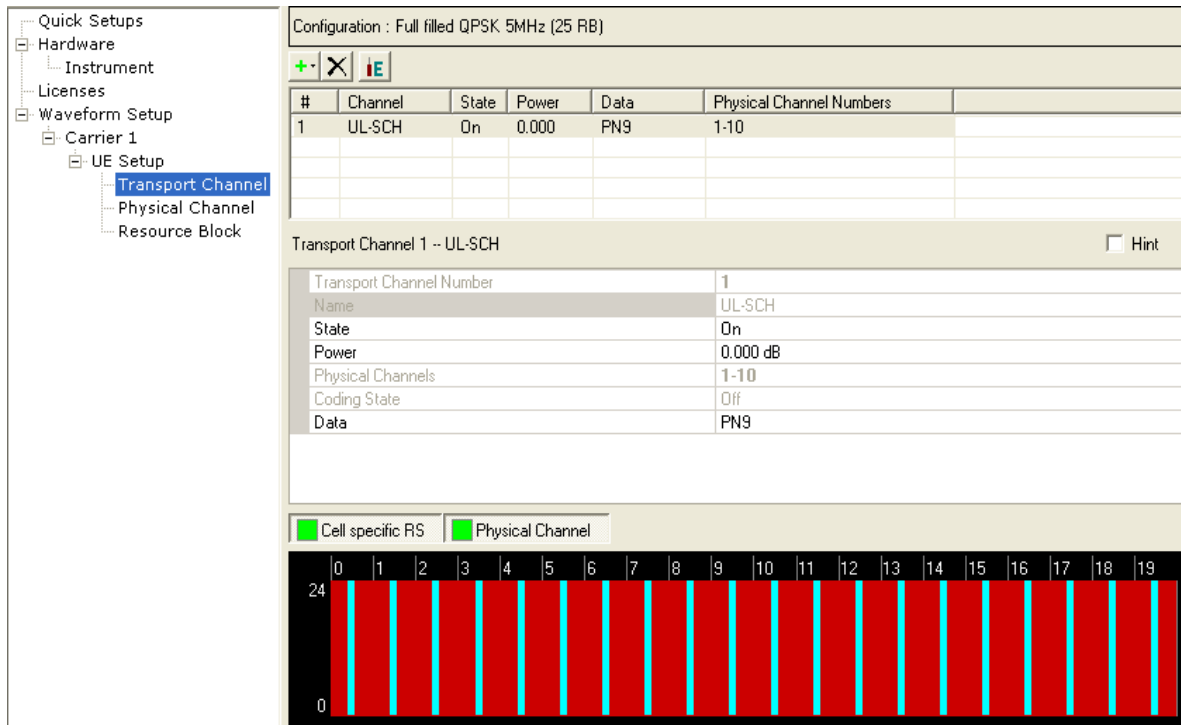 Quick Setups
Hardware
Instrument
Licenses
Waveform Setup
Carrier 1
UE Setup
Transport Channel
Physical Channel
Resource Block
Configuration : Full filled QPSK 5MHz (25 RB)
# Channel State Power Data Physical Channel Numbers
1 UL-SCH On 0.000 PN9 1-10
Transport Channel 1 -- UL-SCH Hint
Transport Channel Number 1
Name UL-SCH
State On
Power 0.000 dB
Physical Channels 1-10
Coding State Off
Data PN9
Cell specific RS Physical Channel
0 1 2 3 4 5 6 7 8 9 10 11 12 13 14 15 16 17 18 19
24
0